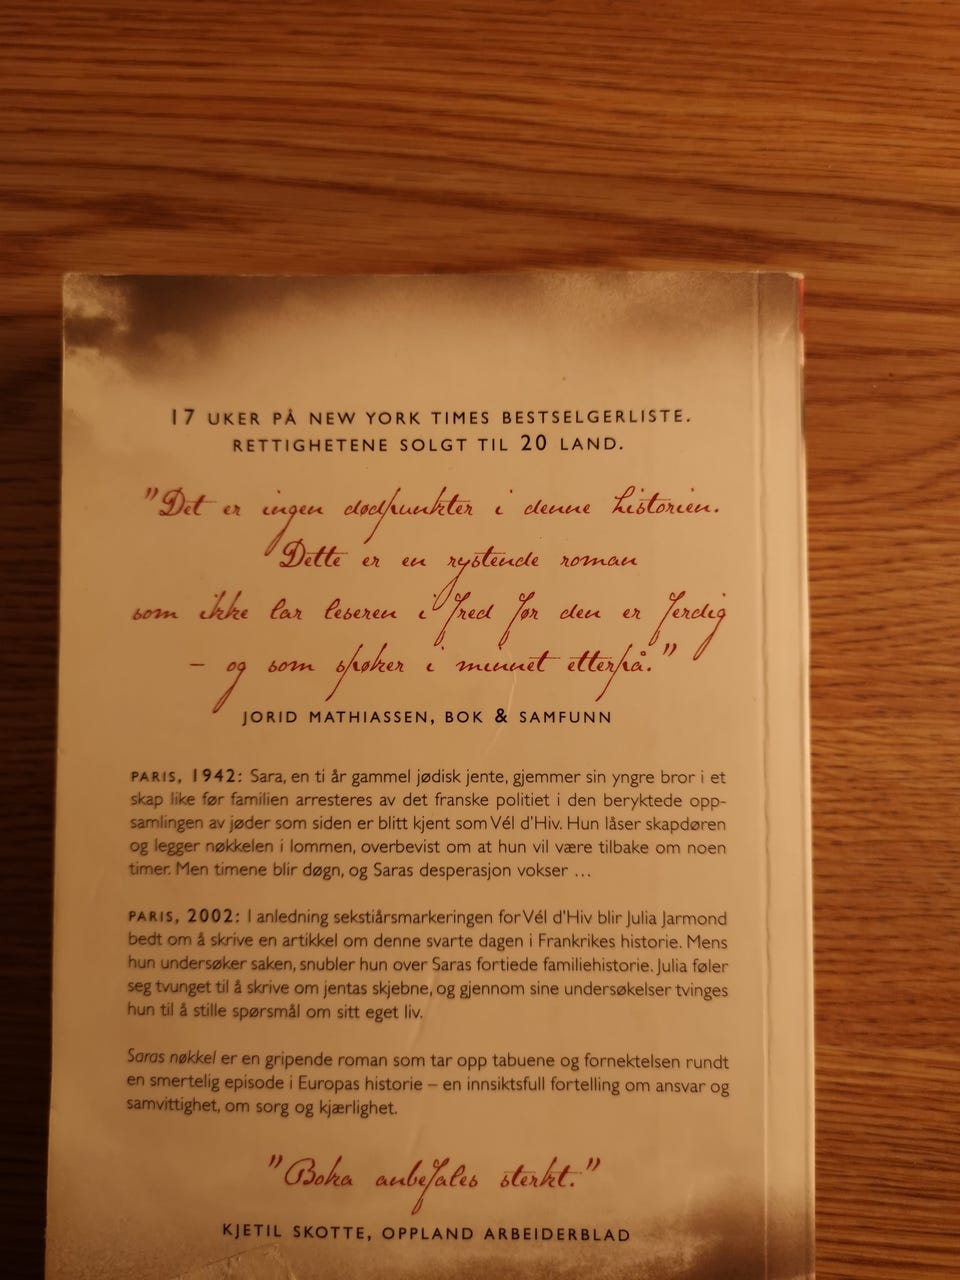 17 UKER PÅ NEW YORK TIMES BESTSELGERLISTE.
RETTIGHETENE SOLGT TIL 20 LAND.
"Det er ingen dødpunkter i denne historien.
Dette er en rystende roman
som ikke lar leseren i fred før den er ferdig
– og som spøker i minnet etterpå."
JORID MATHIASSEN, BOK & SAMFUNN
PARIS, 1942: Sara, en ti år gammel jødisk jente, gjemmer sin yngre bror i et
skap like før familien arresteres av det franske politiet i den beryktede opp-
samlingen av jøder som siden er blitt kjent som Vél d'Hiv. Hun låser skapdøren
og legger nøkkelen i lommen, overbevist om at hun vil være tilbake om noen
timer. Men timene blir døgn, og Saras desperasjon vokser ...
PARIS, 2002: I anledning sekstiårsmarkeringen for Vél d'Hiv blir Julia Jarmond
bedt om å skrive en artikkel om denne svarte dagen i Frankrikes historie. Mens
hun undersøker saken, snubler hun over Saras fortiede familiehistorie. Julia føler
seg tvunget til å skrive om jentas skjebne, og gjennom sine undersøkelser tvinges
hun til å stille spørsmål om sitt eget liv.
Saras nøkkel er en gripende roman som tar opp tabuene og fornektelsen rundt
en smertelig episode i Europas historie – en innsiktsfull fortelling om ansvar og
samvittighet, om sorg og kjærlighet.
"Boka anbefales sterkt."
KJETIL SKOTTE, OPPLAND ARBEIDERBLAD